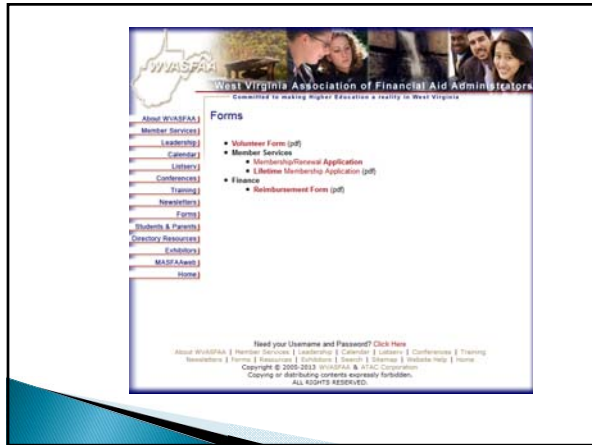 WVASFAA
West Virginia Association of Financial Aid Administrators
Committed to making Higher Education a reality in West Virginia
About WVASFAA
Member Services
Leadership
Calendar
Listserv
Conferences
Training
Newsletters
Forms
Students & Parents
Directory Resources
Exhibitors
MASFAAweb
Home
Forms
• Volunteer Form (pdf)
• Member Services
• Membership/Renewal Application
• Lifetime Membership Application (pdf)
• Finance
• Reimbursement Form (pdf)
Need your Username and Password? Click Here
About WVASFAA | Member Services | Leadership | Calendar | Listserv | Conferences | Training
Newsletters | Forms | Resources | Exhibitors | Search | Sitemap | Website Help | Home
Copyright © 2005-2013 WVASFAA & ATAC Corporation
Copying or distributing contents expressly forbidden.
ALL RIGHTS RESERVED.